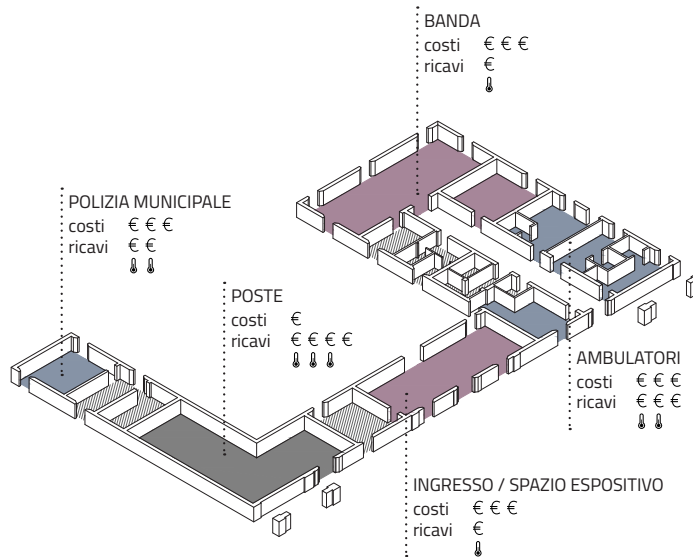 BANDA
costi € € €
ricavi €
POLIZIA MUNICIPALE
costi € € €
ricavi € €
POSTE
costi €
ricavi € € € €
AMBULATORI
costi € € €
ricavi € € €
INGRESSO / SPAZIO ESPOSITIVO
costi € € €
ricavi €